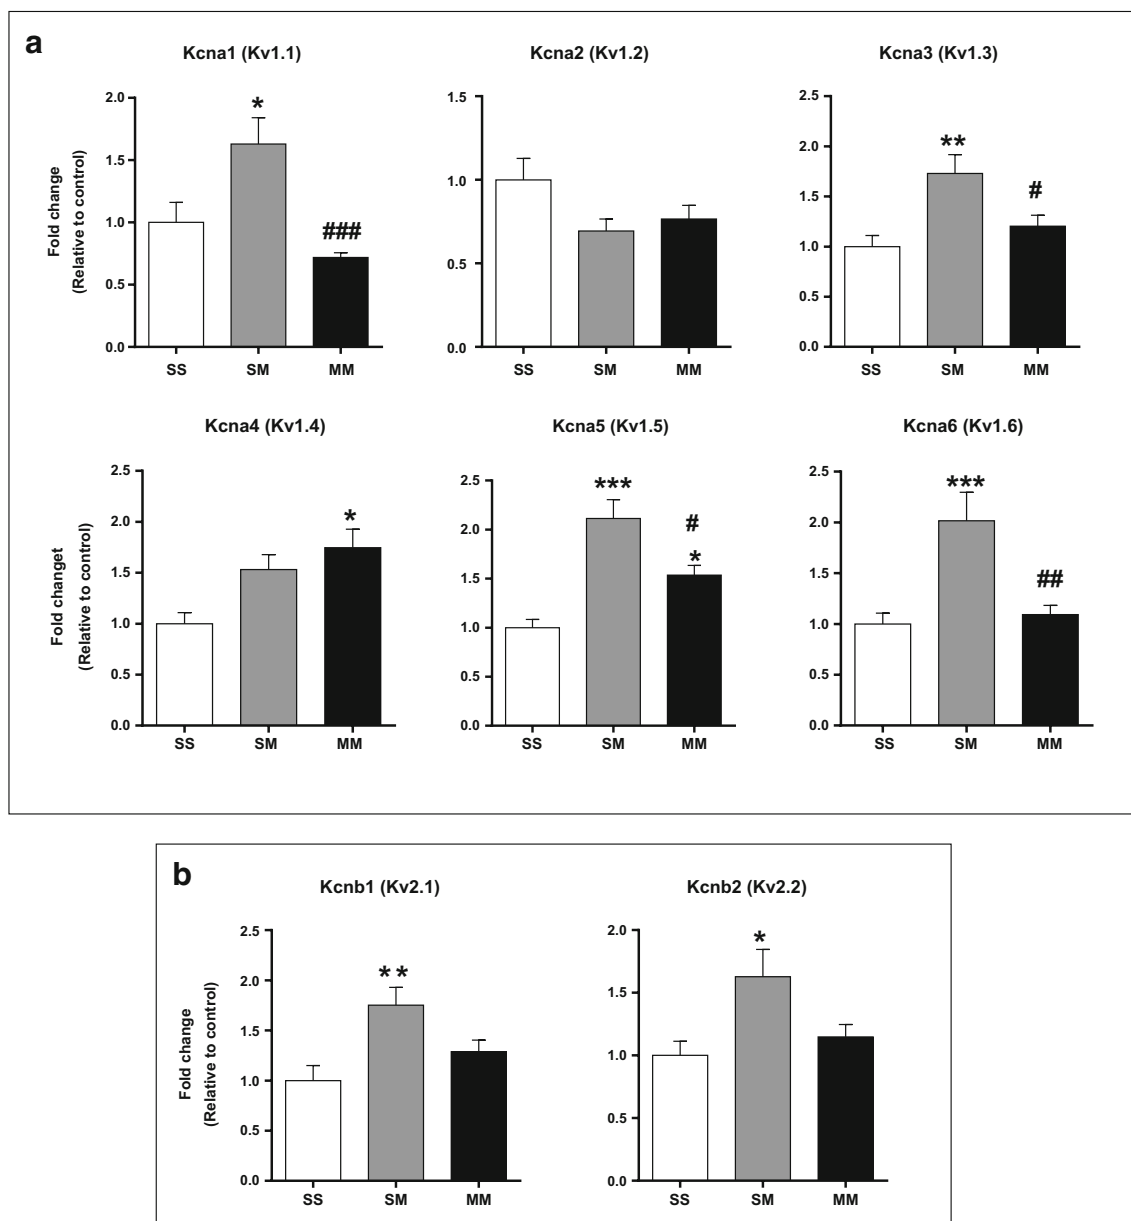 a
Kcna1 (Kv1.1)
Kcna2 (Kv1.2)
Kcna3 (Kv1.3)
Fold change
(Relative to control)
2.0
1.5
1.0
0.5
0.0
*
###
SS SM MM
1.5
1.0
0.5
0.0
SS SM MM
2.5
2.0
1.5
1.0
0.5
0.0
**
#
SS SM MM
Kcna4 (Kv1.4)
Kcna5 (Kv1.5)
Kcna6 (Kv1.6)
Fold changet
(Relative to control)
2.5
2.0
1.5
1.0
0.5
0.0
*
SS SM MM
2.5
2.0
1.5
1.0
0.5
0.0
***
#
*
SS SM MM
2.5
2.0
1.5
1.0
0.5
0.0
***
##
SS SM MM
b
Kcnb1 (Kv2.1)
Kcnb2 (Kv2.2)
Fold change
(Relative to control)
2.5
2.0
1.5
1.0
0.5
0.0
**
SS SM MM
2.0
1.5
1.0
0.5
0.0
*
SS SM MM